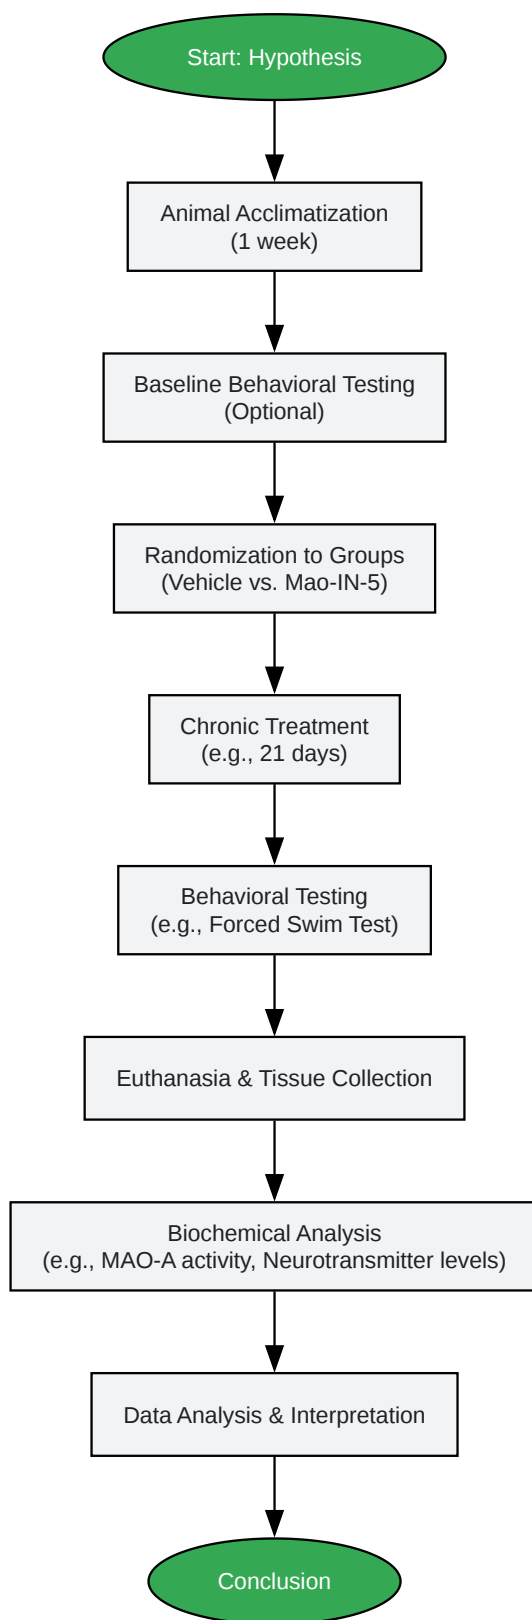 Start: Hypothesis
Animal Acclimatization
(1 week)
Baseline Behavioral Testing
(Optional)
Randomization to Groups
(Vehicle vs. Mao-IN-5)
Chronic Treatment
(e.g., 21 days)
Behavioral Testing
(e.g., Forced Swim Test)
Euthanasia & Tissue Collection
Biochemical Analysis
(e.g., MAO-A activity, Neurotransmitter levels)
Data Analysis & Interpretation
Conclusion